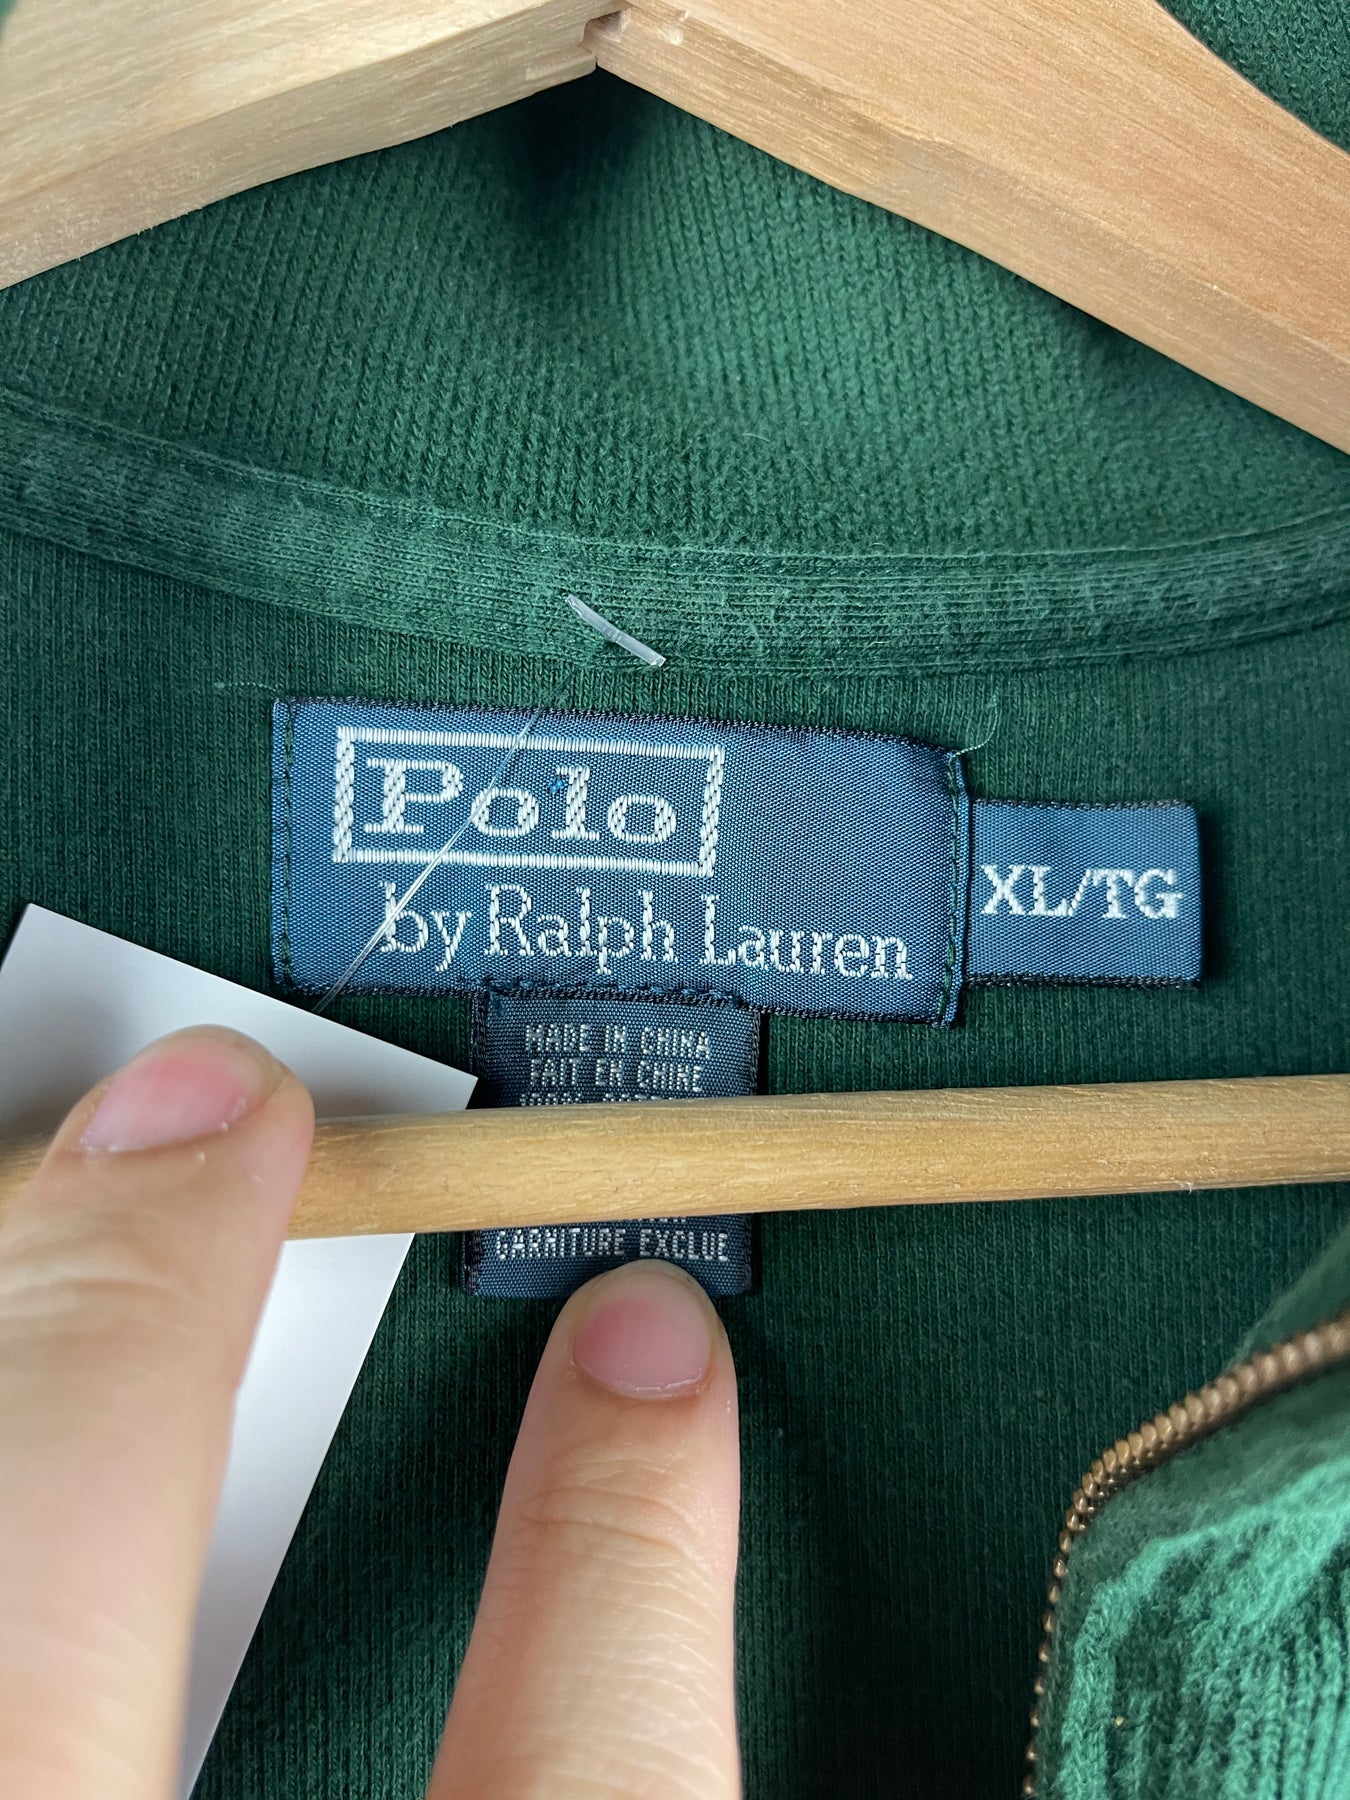 Polo
by Ralph Lauren
XL/TG
MADE IN CHINA
FAIT EN CHINE
GARNITURE EXCLUE